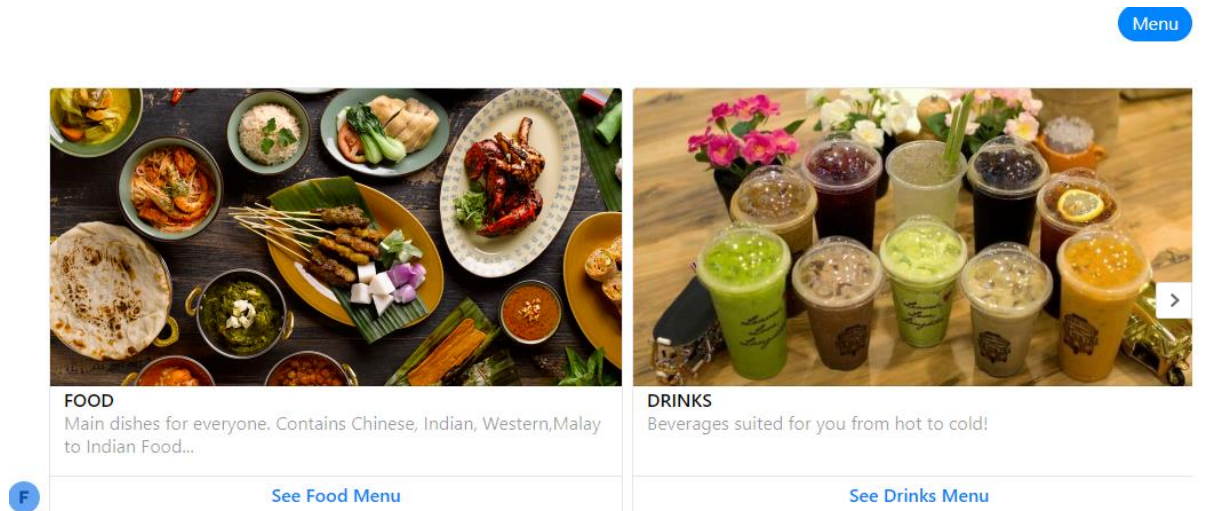 Menu
FOOD
Main dishes for everyone. Contains Chinese, Indian, Western,Malay
to Indian Food...
See Food Menu
DRINKS
Beverages suited for you from hot to cold!
See Drinks Menu
F